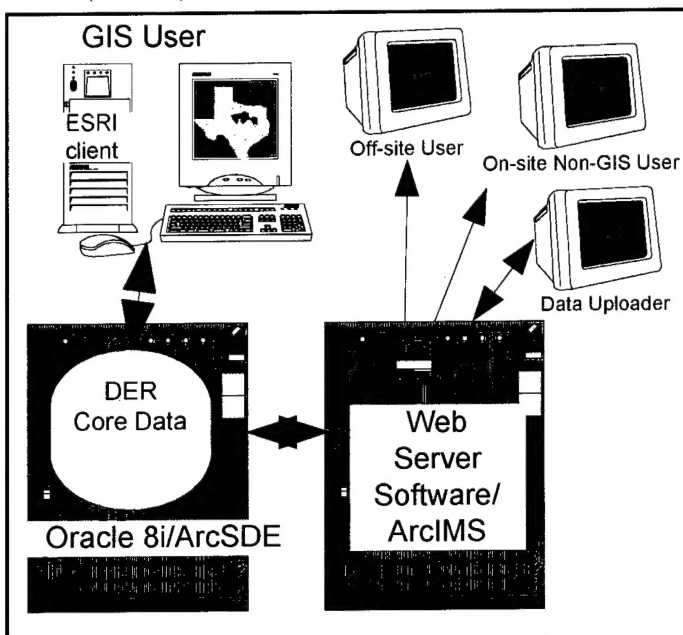 GIS User
ESRI
client
Off-site User
On-site Non-GIS User
Data Uploader
DER
Core Data
Web
Server
Software/
ArcIMS
Oracle 8i/ArcSDE